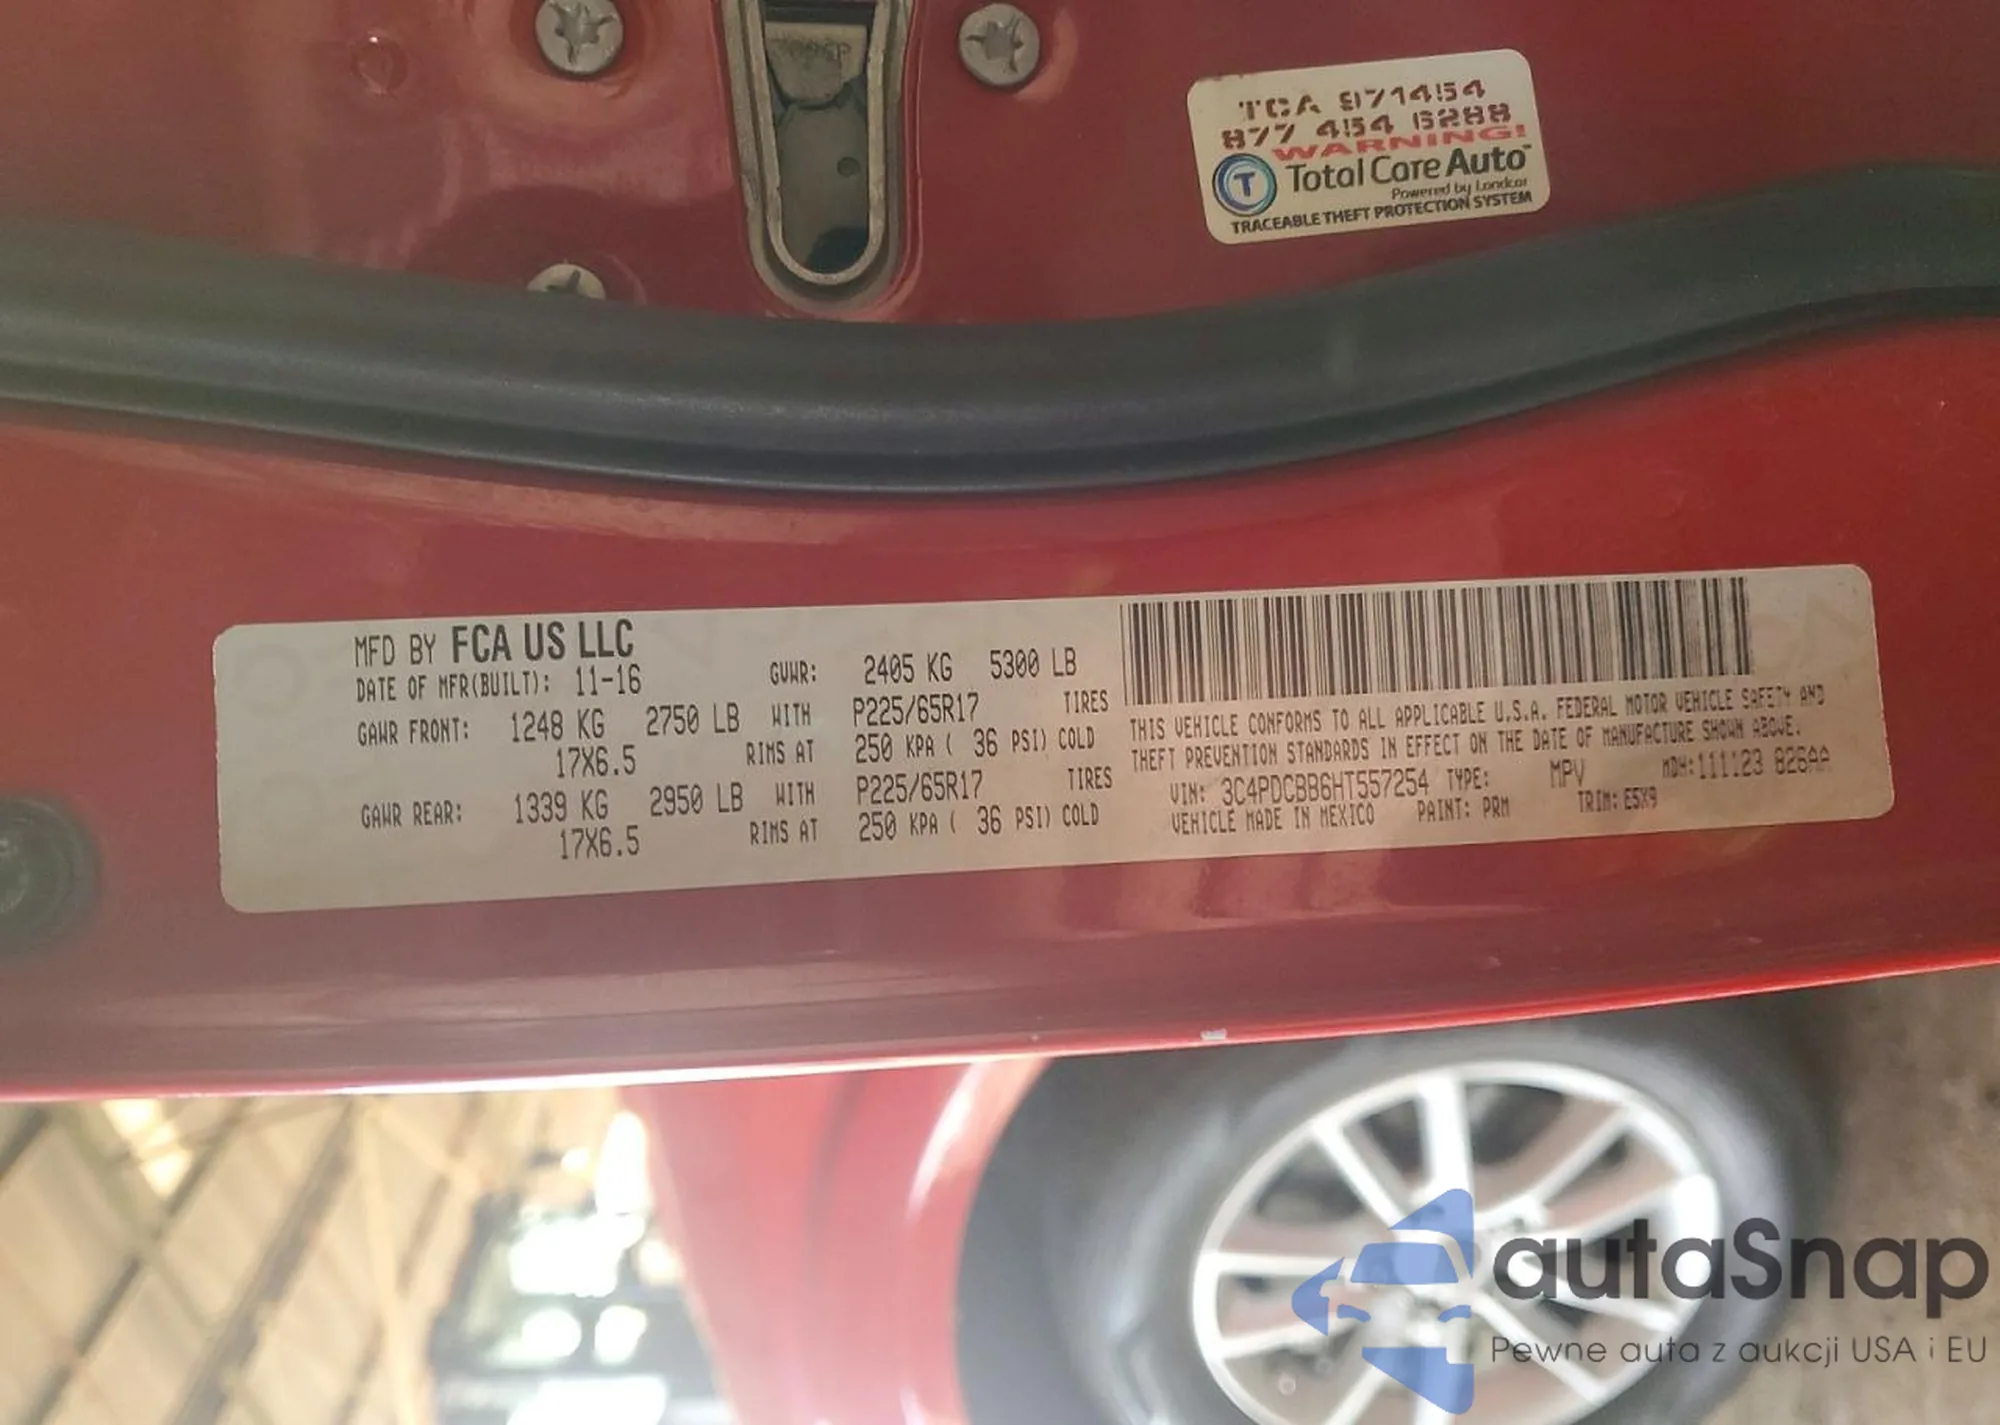 TCA 971454
877 454 6288
WARNING!
T Total Care Auto
Powered by Landcar
TRACEABLE THEFT PROTECTION SYSTEM
MFD BY FCA US LLC
DATE OF MFR(BUILT): 11-16
GVWR: 2405 KG 5300 LB
GAWR FRONT: 1248 KG 2750 LB WITH P225/65R17 TIRES
17X6.5 RIMS AT 250 KPA ( 36 PSI) COLD
GAWR REAR: 1339 KG 2950 LB WITH P225/65R17 TIRES
17X6.5 RIMS AT 250 KPA ( 36 PSI) COLD
THIS VEHICLE CONFORMS TO ALL APPLICABLE U.S.A. FEDERAL MOTOR VEHICLE SAFETY AND
THEFT PREVENTION STANDARDS IN EFFECT ON THE DATE OF MANUFACTURE SHOWN ABOVE.
VIN: 3C4PDCBB6HT557254 TYPE: MPV MDH:111123 826AA
VEHICLE MADE IN MEXICO PAINT: PRM TRIM: E5X9
autaSnap
Pewne auta z aukcji USA i EU